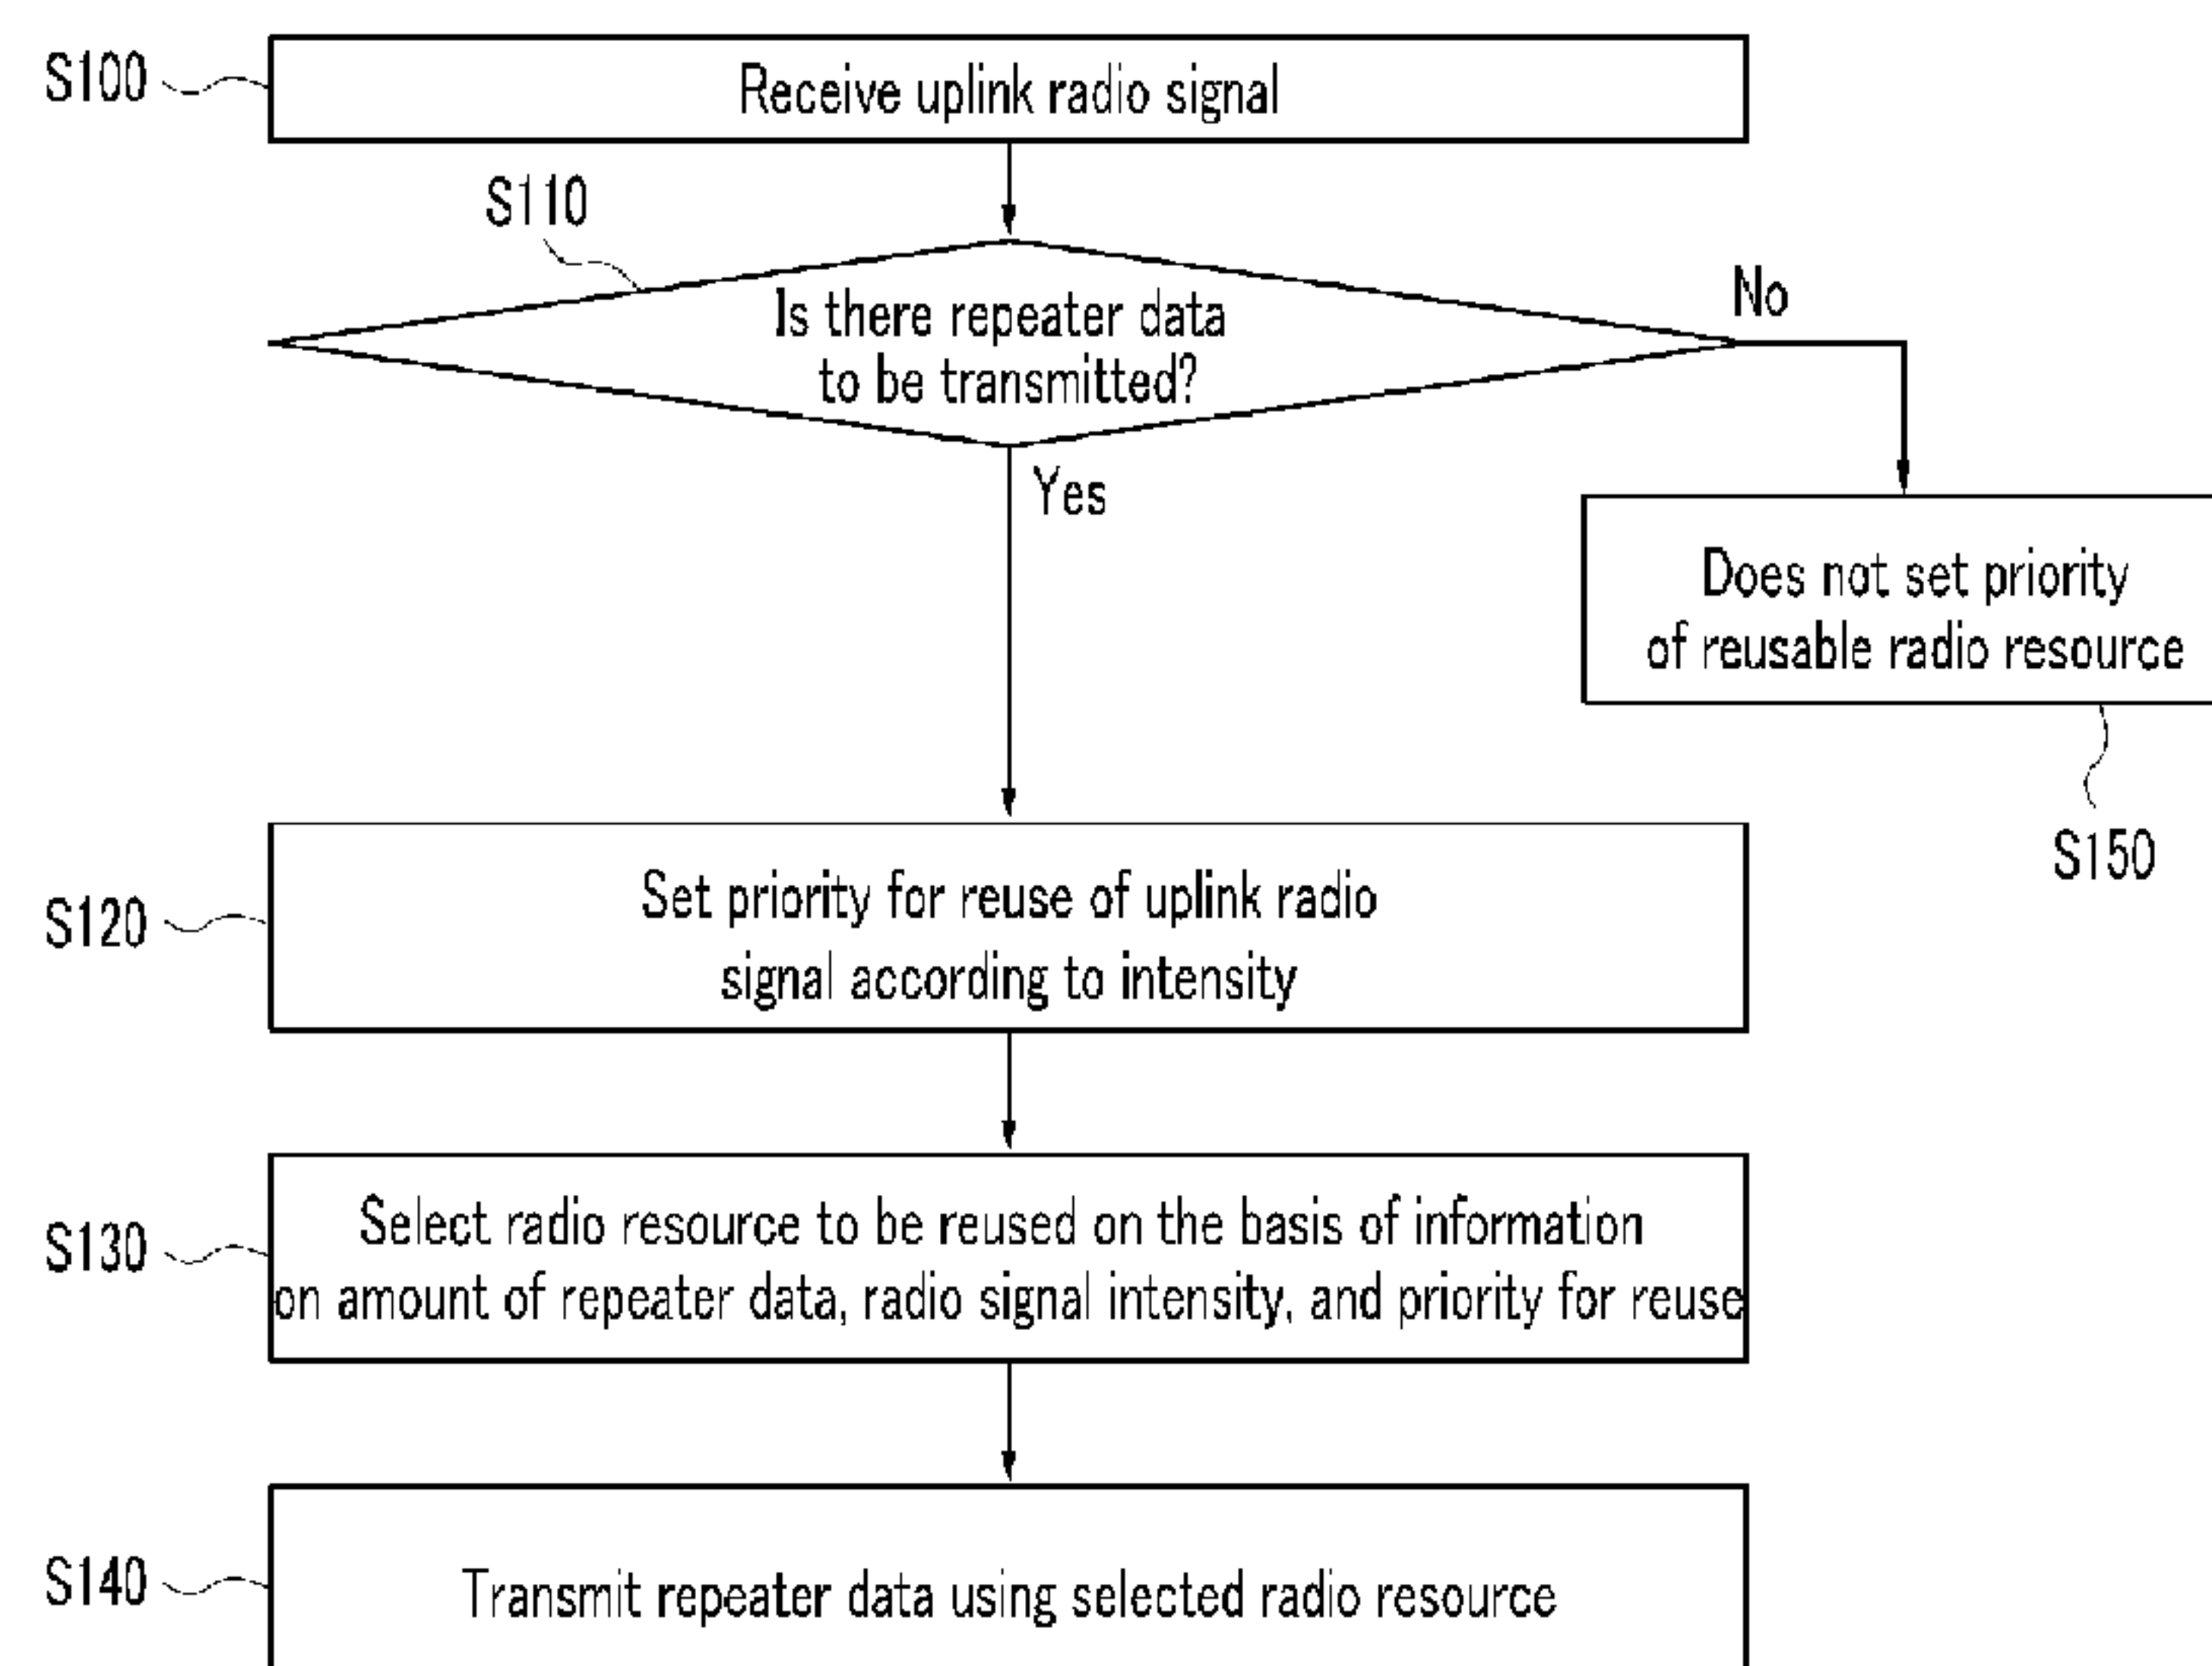 S100
Receive uplink radio signal
S110
Is there repeater data
to be transmitted?
No
Yes
Does not set priority
of reusable radio resource
S150
S120
Set priority for reuse of uplink radio
signal according to intensity
S130
Select radio resource to be reused on the basis of information
on amount of repeater data, radio signal intensity, and priority for reuse
S140
Transmit repeater data using selected radio resource